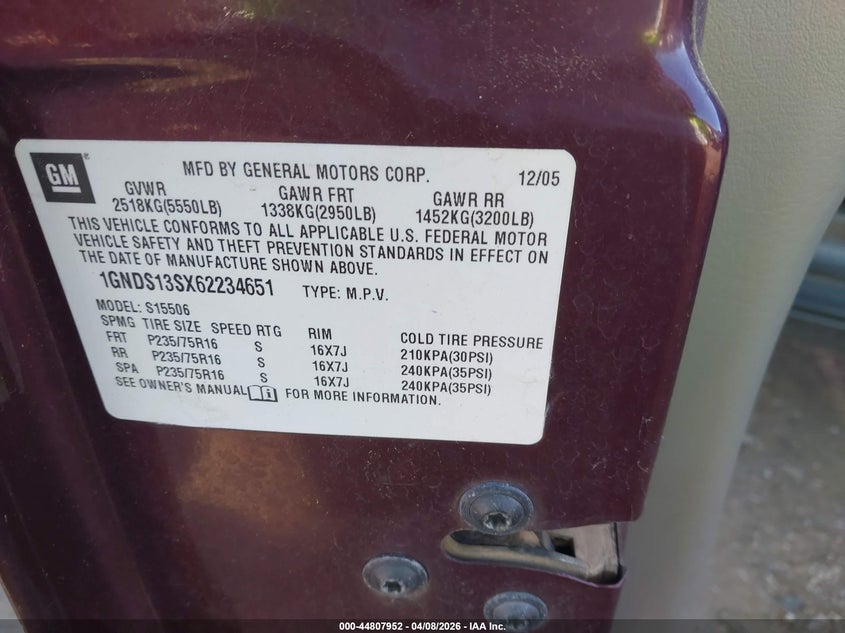 GM
MFD BY GENERAL MOTORS CORP. 12/05
GVWR GAWR FRT GAWR RR
2518KG(5550LB) 1338KG(2950LB) 1452KG(3200LB)
THIS VEHICLE CONFORMS TO ALL APPLICABLE U.S. FEDERAL MOTOR
VEHICLE SAFETY AND THEFT PREVENTION STANDARDS IN EFFECT ON
THE DATE OF MANUFACTURE SHOWN ABOVE.
1GNDS13SX62234651 TYPE: M.P.V.
MODEL: S15506
SPMG TIRE SIZE SPEED RTG RIM COLD TIRE PRESSURE
FRT P235/75R16 S 16X7J 210KPA(30PSI)
RR P235/75R16 S 16X7J 240KPA(35PSI)
SPA P235/75R16 S 16X7J 240KPA(35PSI)
SEE OWNER'S MANUAL FOR MORE INFORMATION.
000-44807952 - 04/08/2026 - IAA Inc.